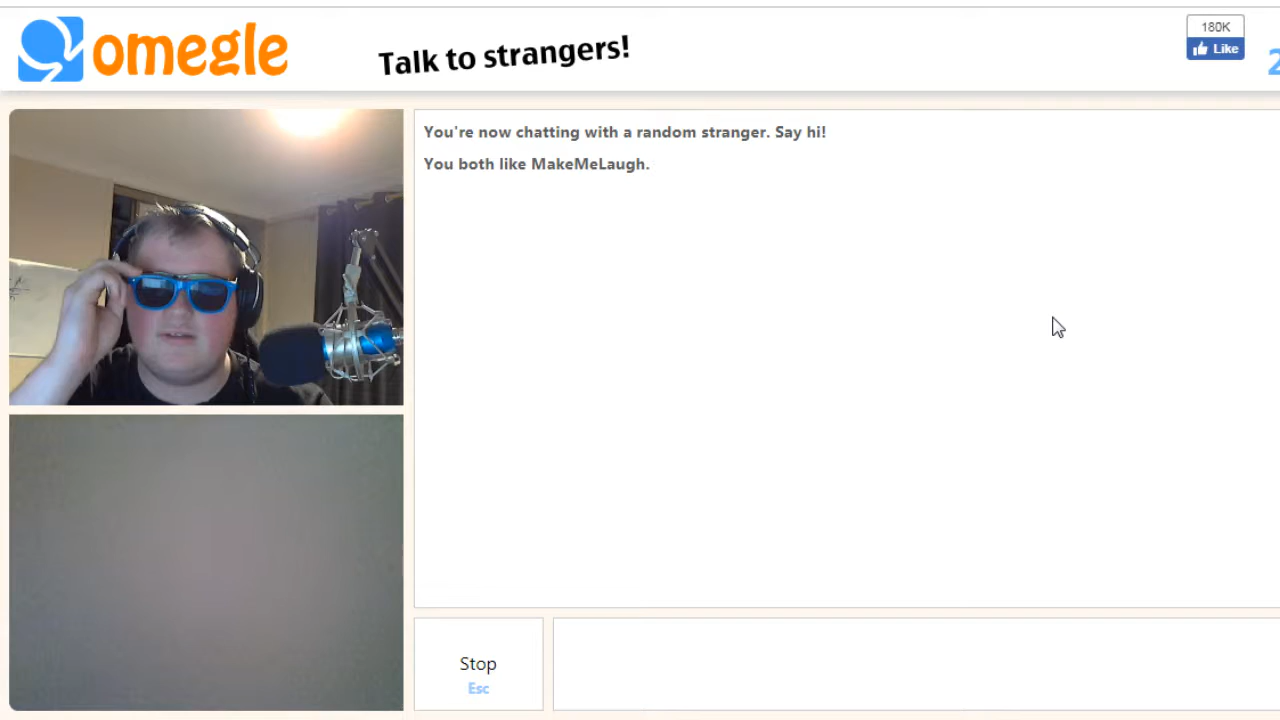 omegle
Talk to strangers!
180K
Like
2
You're now chatting with a random stranger. Say hi!
You both like MakeMeLaugh.
Stop
Esc